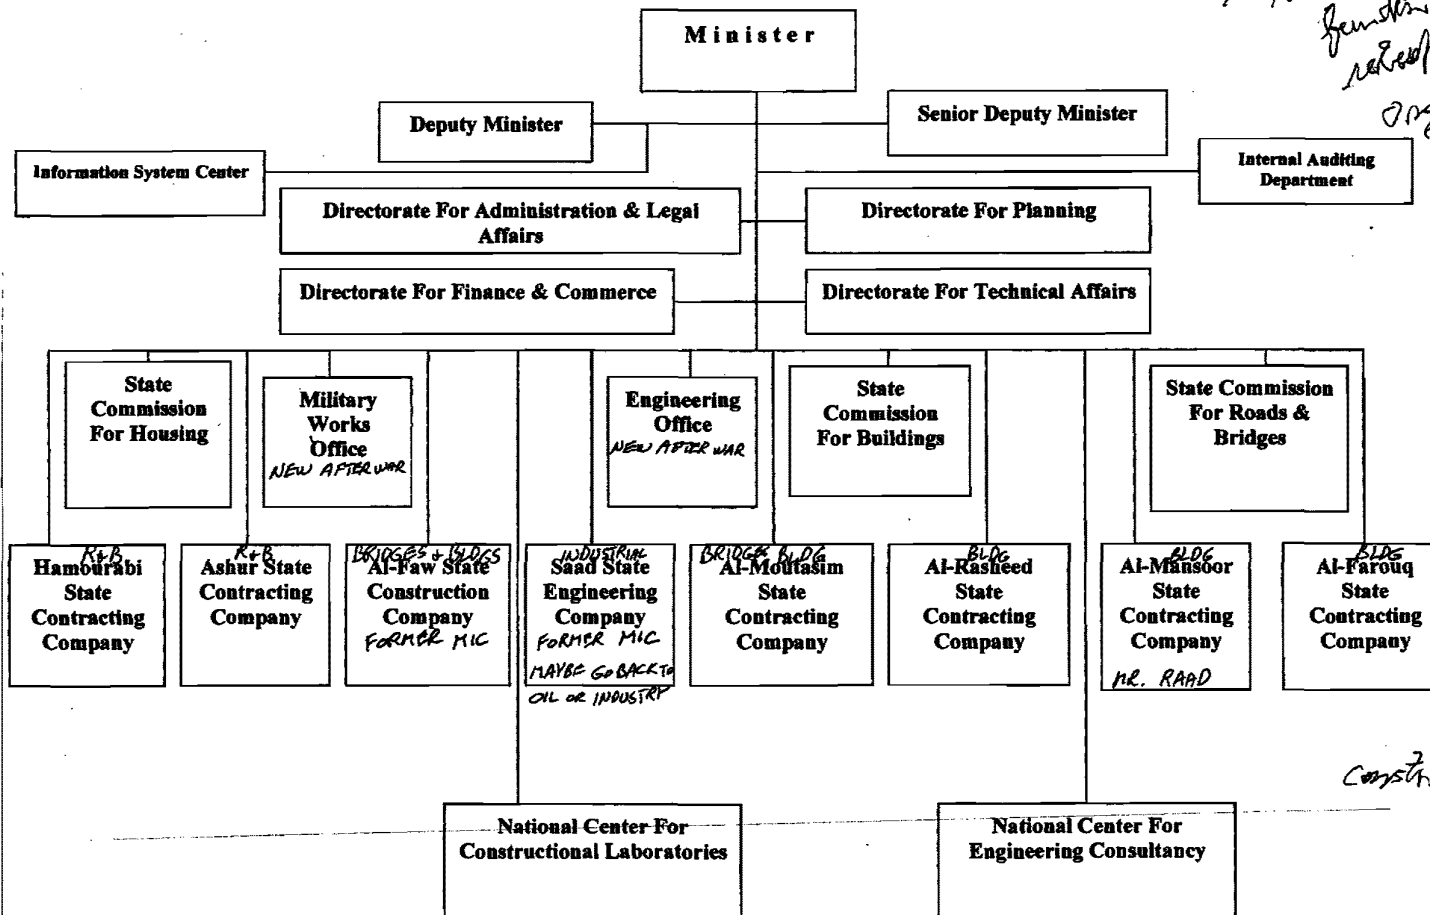 Minister
Deputy Minister
Senior Deputy Minister
Information System Center
Internal Auditing
Department
Directorate For Administration & Legal
Affairs
Directorate For Planning
Directorate For Finance & Commerce
Directorate For Technical Affairs
State
Commission
For Housing
Military
Works
Office
NEW AFTER WAR
Engineering
Office
NEW AFTER WAR
State
Commission
For Buildings
State Commission
For Roads &
Bridges
R&B
Hamourabi
State
Contracting
Company
R&B
Ashur State
Contracting
Company
BRIDGES & BLDGS
Al-Faw State
Construction
Company
FORMER MIC
INDUSTRIAL
Saad State
Engineering
Company
FORMER MIC
MAYBE GO BACK TO
OIL OR INDUSTRY
BRIDGES BLDG
Al-Moutasim
State
Contracting
Company
BLDG
Al-Rasheed
State
Contracting
Company
BLDG
Al-Mansoor
State
Contracting
Company
MR. RAAD
BLDG
Al-Farouq
State
Contracting
Company
National Center For
Constructional Laboratories
National Center For
Engineering Consultancy